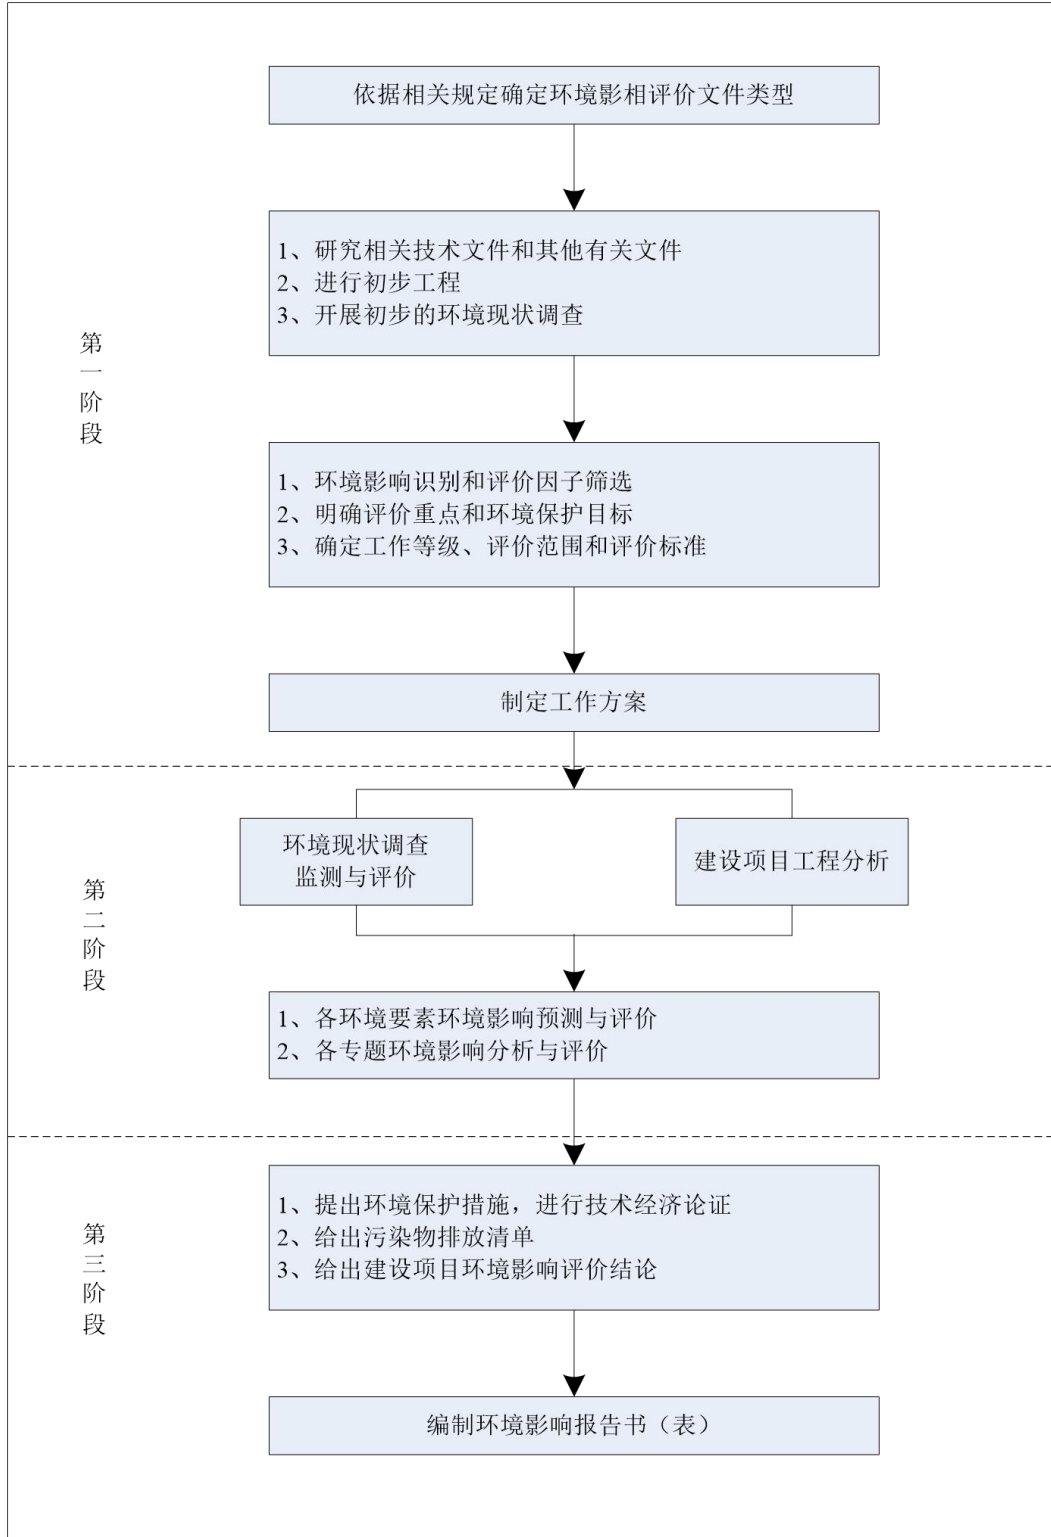 依据相关规定确定环境影相评价文件类型
1、研究相关技术文件和其他有关文件
2、进行初步工程
3、开展初步的环境现状调查
第一阶段
1、环境影响识别和评价因子筛选
2、明确评价重点和环境保护目标
3、确定工作等级、评价范围和评价标准
制定工作方案
环境现状调查
监测与评价
建设项目工程分析
第二阶段
1、各环境要素环境影响预测与评价
2、各专题环境影响分析与评价
1、提出环境保护措施，进行技术经济论证
2、给出污染物排放清单
3、给出建设项目环境影响评价结论
第三阶段
编制环境影响报告书（表）